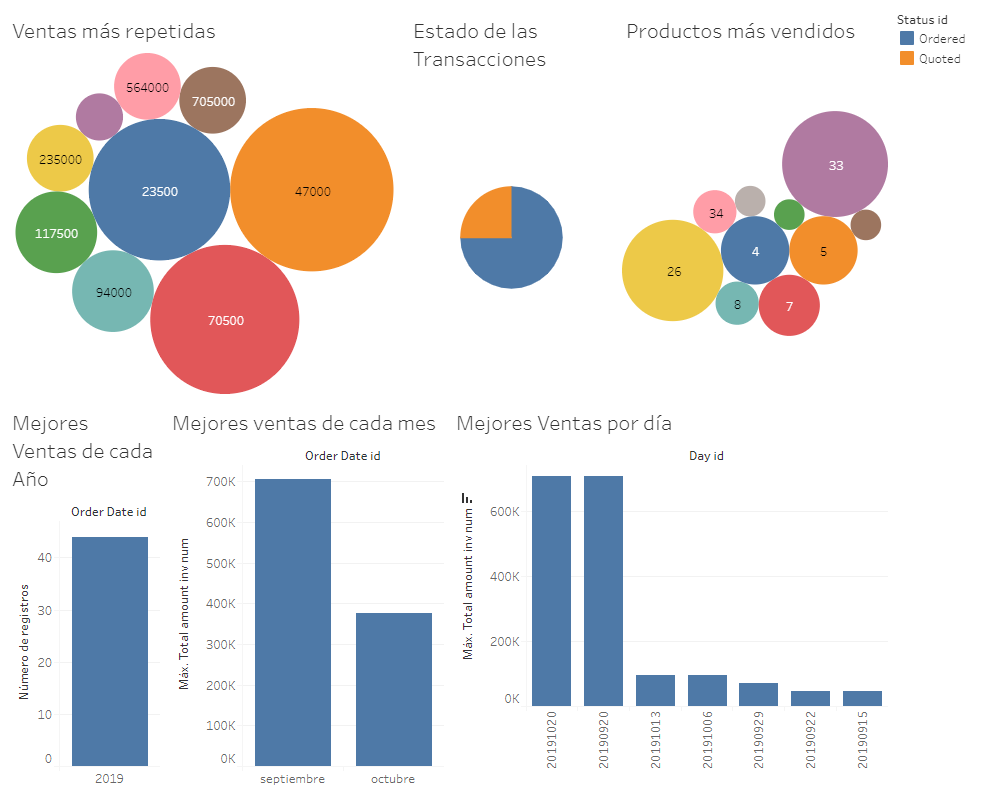 Ventas más repetidas
564000
705000
235000
23500
47000
117500
94000
70500
Estado de las
Transacciones
Productos más vendidos
33
34
4
5
26
8
7
Status id
Ordered
Quoted
Mejores
Ventas de cada
Año
Order Date id
Número de registros
40
30
20
10
0
2019
Mejores ventas de cada mes
Order Date id
Máx. Total amount inv num
700K
600K
500K
400K
300K
200K
100K
0K
septiembre
octubre
Mejores Ventas por día
Day id
Máx. Total amount inv num
600K
400K
200K
0K
20191020
20190920
20191013
20191006
20190929
20190922
20190915